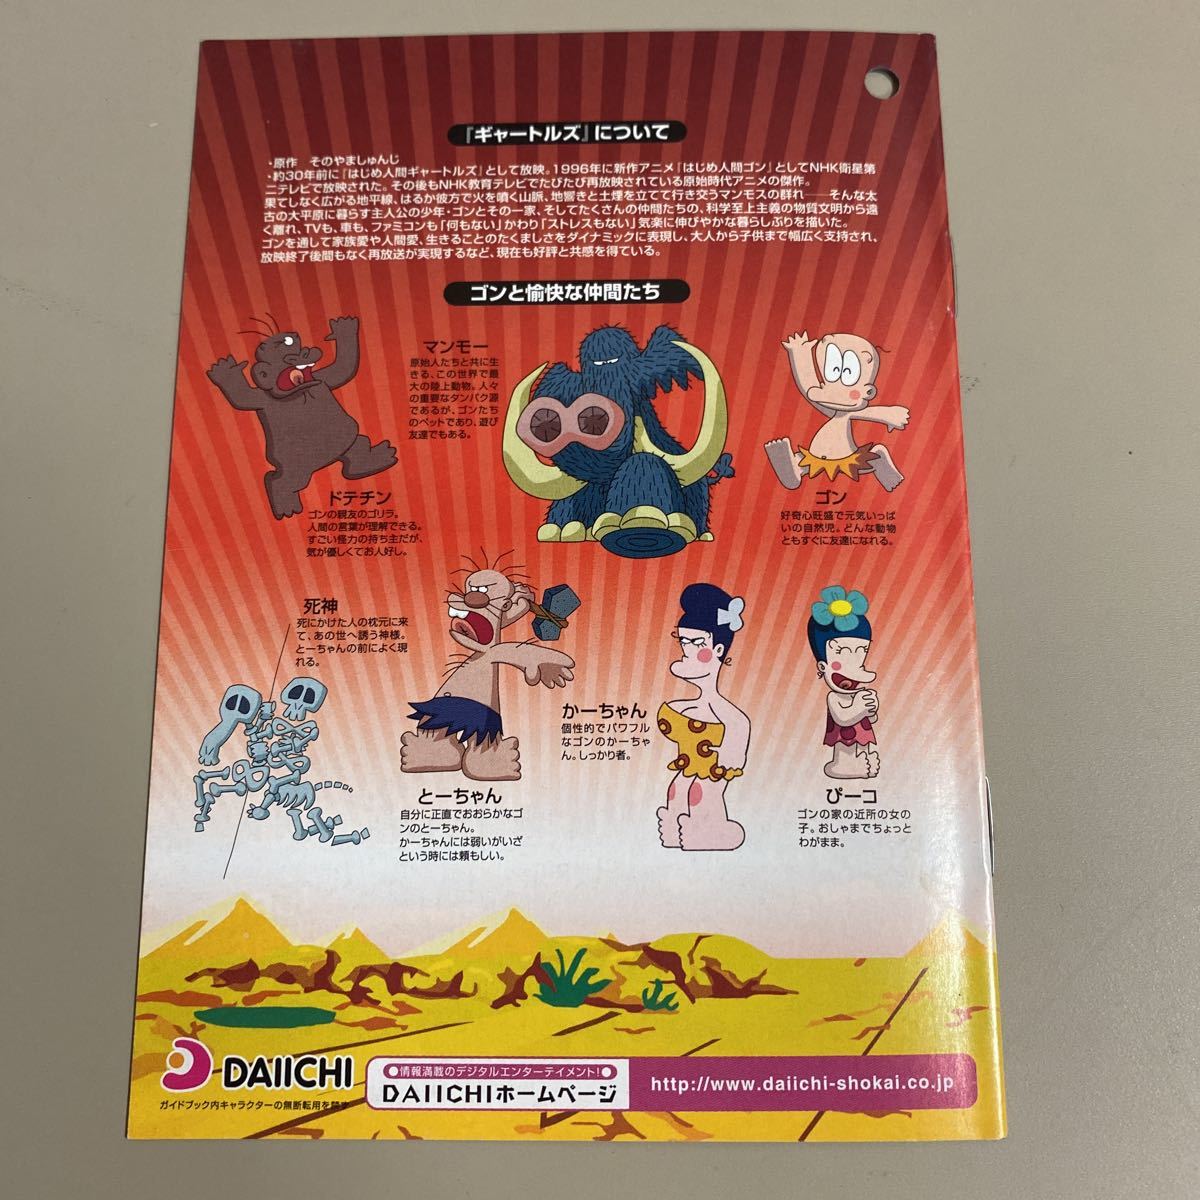 『ギャートルズ』について
・原作　そのやましゅんじ
・約30年前に『はじめ人間ギャートルズ』として放映。1996年に新作アニメ『はじめ人間ゴン』としてNHK衛星第
二テレビで放映された。その後もNHK教育テレビでたびたび再放映されている原始時代アニメの傑作。
果てしなく広がる地平線、はるか彼方で火を噴く山脈、地響きと土煙を立てて行き交うマンモスの群れ――そんな太
古の大平原に暮らす主人公の少年・ゴンとその一家、そしてたくさんの仲間たちの、科学至上主義の物質文明から遠
く離れ、TVも、車も、ファミコンも「何もない」かわり「ストレスもない」気楽に伸びやかな暮らしぶりを描いた。
ゴンを通して家族愛や人間愛、生きることのたくましさをダイナミックに表現し、大人から子供まで幅広く支持され、
放映終了後間もなく再放送が実現するなど、現在も好評と共感を得ている。
ゴンと愉快な仲間たち
マンモー
原始人たちと共に生
きる、この世界で最
大の陸上動物。人々
の重要なタンパク源
であるが、ゴンたち
のペットであり、遊び
友達でもある。
ドテチン
ゴンの親友のゴリラ。
人間の言葉が理解できる。
すごい怪力の持ち主だが、
気が優しくてお人好し。
ゴン
好奇心旺盛で元気いっぱ
いの自然児。どんな動物
ともすぐに友達になれる。
死神
死にかけた人の枕元に来
て、あの世へ誘う神様。
とーちゃんの前によく現
れる。
とーちゃん
自分に正直でおおらかなゴ
ンのとーちゃん。
かーちゃんには弱いがいざ
という時には頼もしい。
かーちゃん
個性的でパワフル
なゴンのかーちゃ
ん。しっかり者。
ぴーコ
ゴンの家の近所の女の
子。おしゃまでちょっと
わがまま。
DAIICHI
ガイドブック内キャラクターの無断転用を禁ず
●情報満載のデジタルエンターテイメント!●
DAIICHIホームページ
http://www.daiichi-shokai.co.jp